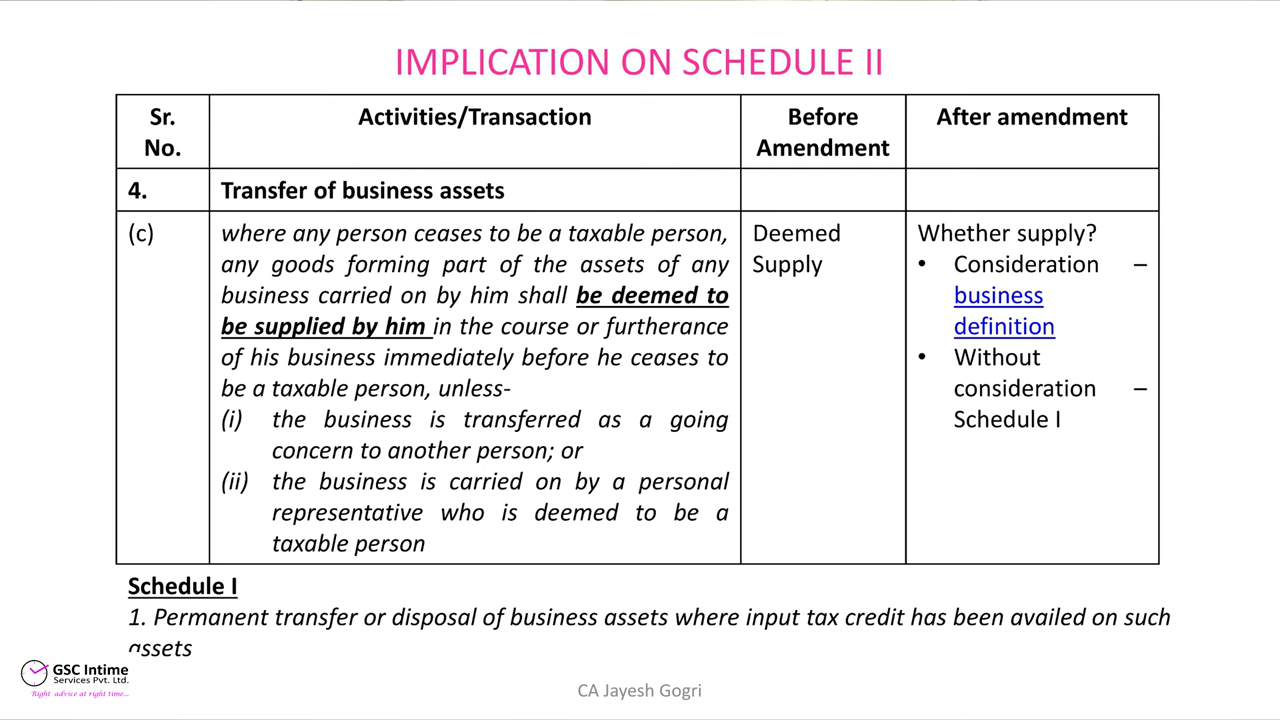 IMPLICATION ON SCHEDULE II
Sr. No.
Activities/Transaction
Before Amendment
After amendment
4.
Transfer of business assets
(c)
where any person ceases to be a taxable person,
any goods forming part of the assets of any
business carried on by him shall be deemed to
be supplied by him in the course or furtherance
of his business immediately before he ceases to
be a taxable person, unless-
(i) the business is transferred as a going
concern to another person; or
(ii) the business is carried on by a personal
representative who is deemed to be a
taxable person
Deemed
Supply
Whether supply?
• Consideration –
business
definition
• Without
consideration –
Schedule I
Schedule I
1. Permanent transfer or disposal of business assets where input tax credit has been availed on such
assets
GSC Intime
Services Pvt. Ltd.
Right advice at right time...
CA Jayesh Gogri